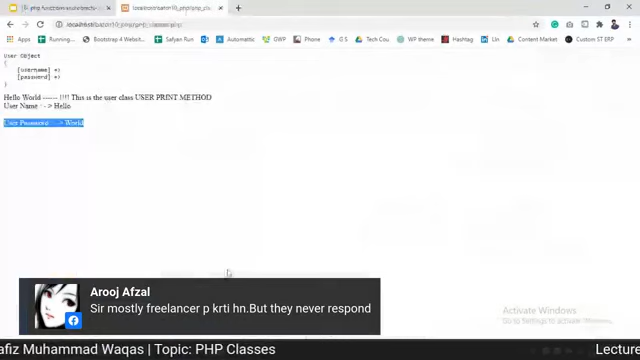 User Object
{
[username] =>
[password] =>
}
Hello World ------ !!!! This is the user class USER PRINT METHOD
User Name : -> Hello
User Password : -> World
Apps Running... Bootstrap 4 Website... Safyan Run... Automattic GWP Phone O S Tech Cou WP theme Hashtag LinkedIn Content Market Custom ST ERP
Arooj Afzal
Sir mostly freelancer p krti hn.But they never respond
Activate Windows
Go to Settings to activate Windows.
afiz Muhammad Waqas | Topic: PHP Classes
Lecture